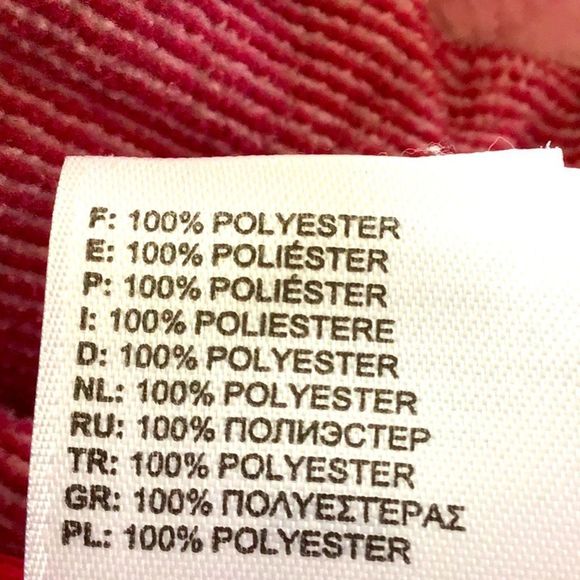 F: 100% POLYESTER
E: 100% POLIÉSTER
P: 100% POLIÉSTER
I: 100% POLIESTERE
D: 100% POLYESTER
NL: 100% POLYESTER
RU: 100% ПОЛИЭСТЕР
TR: 100% POLYESTER
GR: 100% ΠΟΛΥΕΣΤΕΡΑΣ
PL: 100% POLYESTER